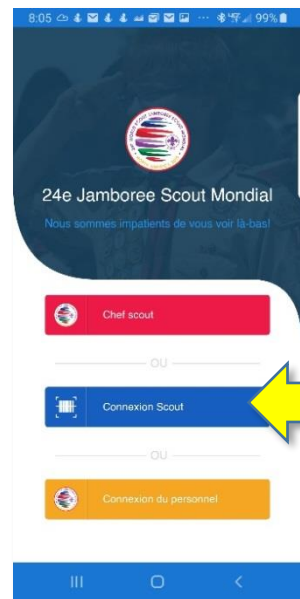 8:05
99%
24e Jamboree Scout Mondial
Nous sommes impatients de vous voir là-bas!
Chef scout
OU
Connexion Scout
OU
Connexion du personnel